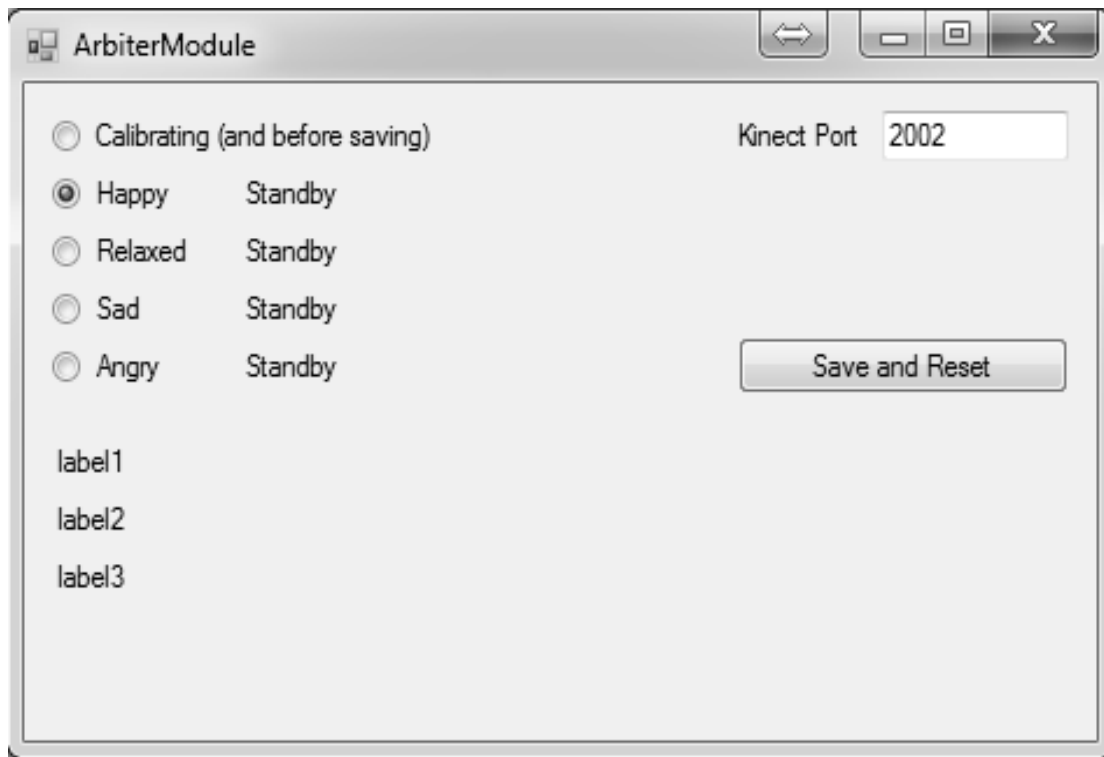 ArbiterModule
Calibrating (and before saving)
Kinect Port 2002
Happy Standby
Relaxed Standby
Sad Standby
Angry Standby
Save and Reset
label1
label2
label3